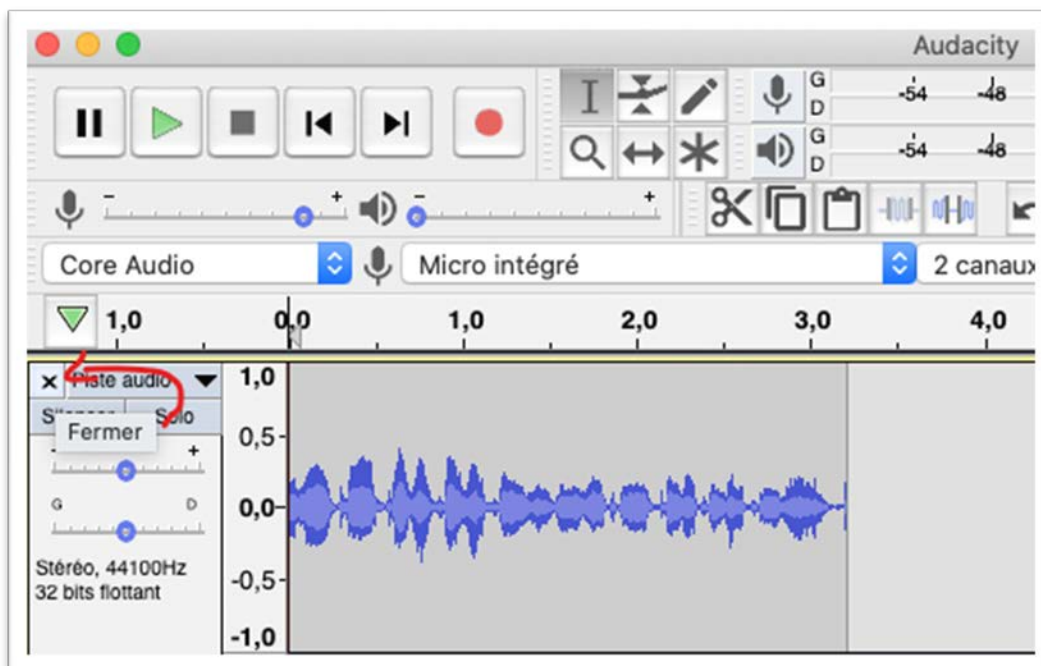 Audacity
G
D
-54 -48
G
D
-54 -48
- + - +
Core Audio Micro intégré 2 canaux
1,0 0,0 1,0 2,0 3,0 4,0
Piste audio 1,0
Solo
Fermer
0,5
- +
G D
0,0
Stéréo, 44100Hz
32 bits flottant
-0,5
-1,0